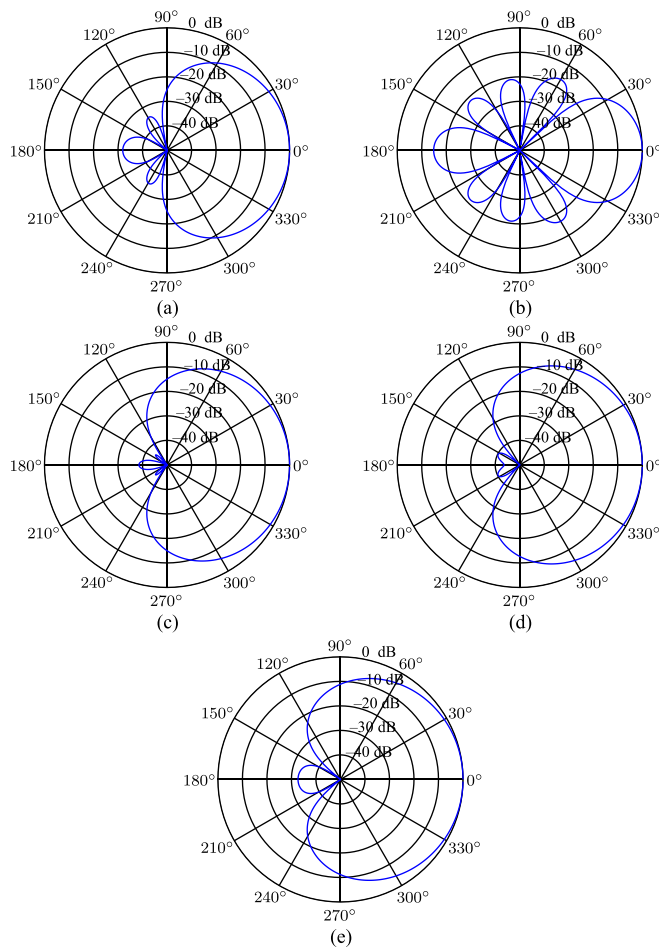 90° 0 dB
120° 60°
–10 dB
–20 dB
150° 30°
–30 dB
–40 dB
180° 0°
210° 330°
240° 300°
270°
(a)
90° 0 dB
120° 60°
–10 dB
–20 dB
150° 30°
–30 dB
–40 dB
180° 0°
210° 330°
240° 300°
270°
(b)
90° 0 dB
120° 60°
–10 dB
–20 dB
150° 30°
–30 dB
–40 dB
180° 0°
210° 330°
240° 300°
270°
(c)
90° 0 dB
120° 60°
–10 dB
–20 dB
150° 30°
–30 dB
–40 dB
180° 0°
210° 330°
240° 300°
270°
(d)
90° 0 dB
120° 60°
–10 dB
–20 dB
150° 30°
–30 dB
–40 dB
180° 0°
210° 330°
240° 300°
270°
(e)